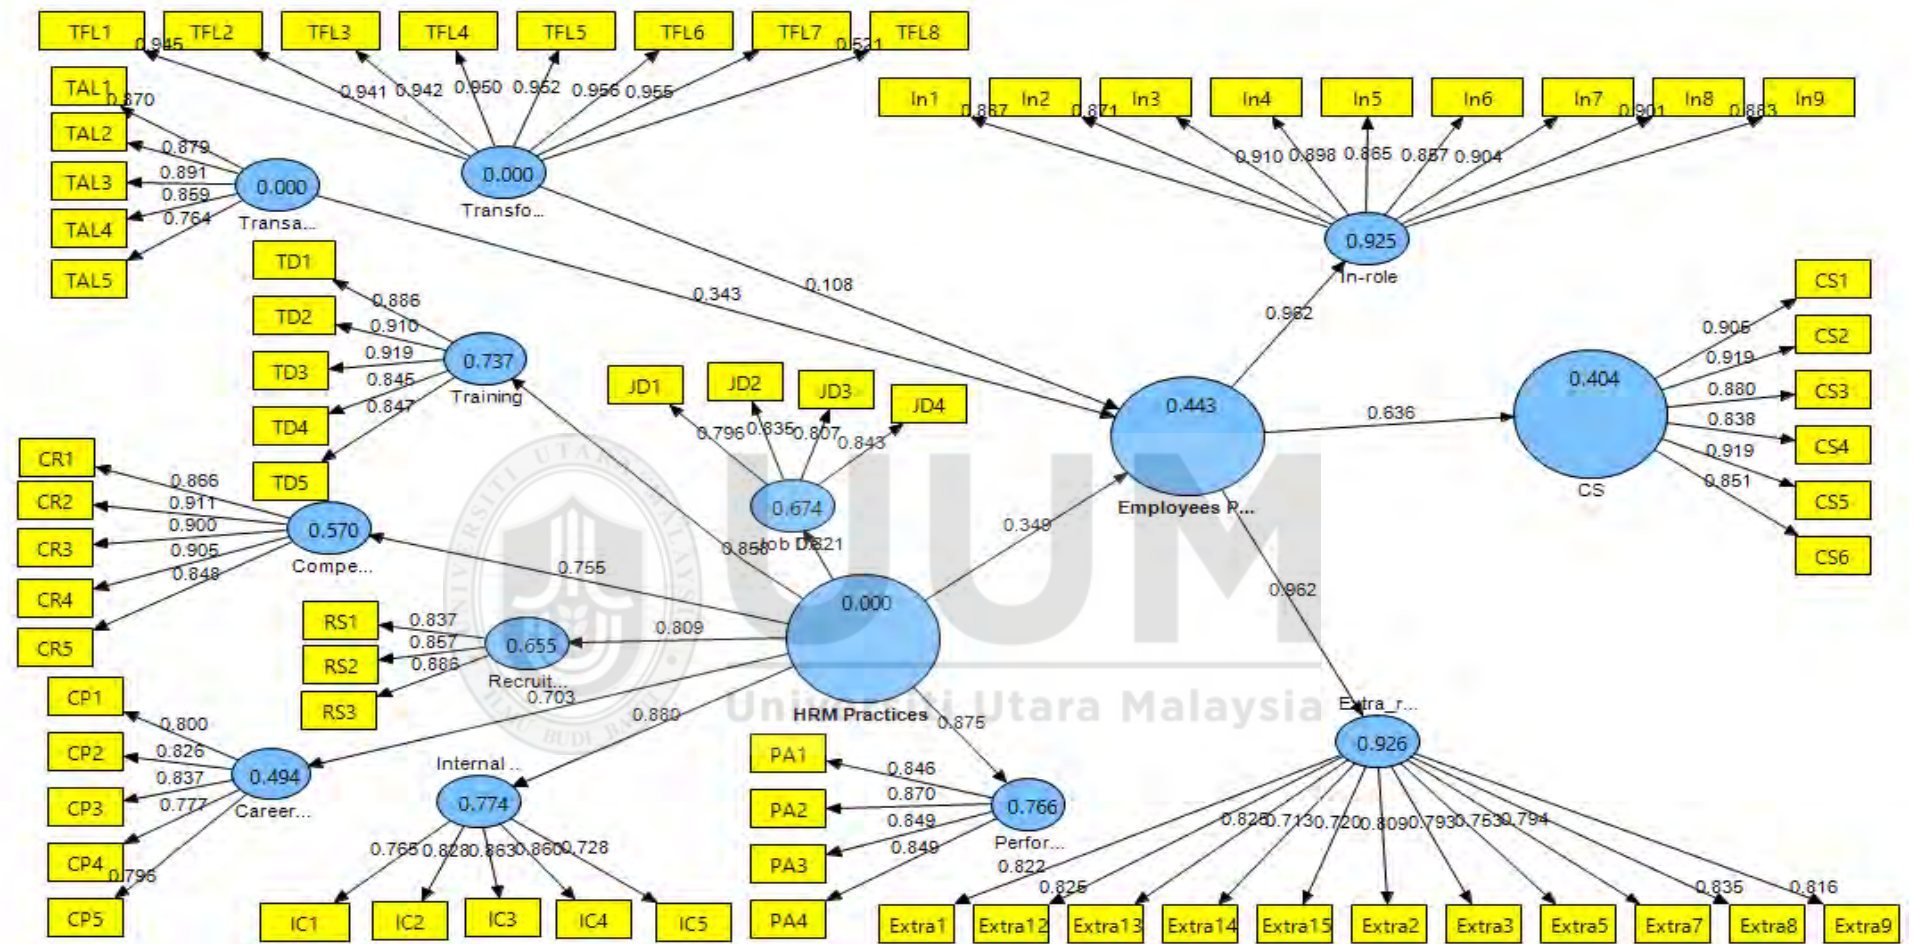 TFL1 TFL2 TFL3 TFL4 TFL5 TFL6 TFL7 TFL8
0.945 0.941 0.942 0.950 0.952 0.956 0.955 0.521
0.000
Transfo...
TAL1
TAL2
TAL3
TAL4
TAL5
0.870
0.879
0.891
0.859
0.764
0.000
Transa...
In1 In2 In3 In4 In5 In6 In7 In8 In9
0.871 0.910 0.898 0.865 0.857 0.904 0.901 0.883
0.925
In-role
0.343
0.108
TD1
TD2
TD3
TD4
TD5
0.886
0.910
0.919
0.845
0.847
0.737
Training
JD1 JD2 JD3 JD4
0.796 0.835 0.807 0.843
0.674
Job D
0.821
0.858
0.443
Employees P...
0.962
0.636
0.404
CS
CS1
CS2
CS3
CS4
CS5
CS6
0.905
0.919
0.880
0.838
0.919
0.851
CR1
CR2
CR3
CR4
CR5
0.866
0.911
0.900
0.905
0.848
0.570
Compe...
0.755
0.349
0.962
RS1
RS2
RS3
0.837
0.857
0.886
0.655
Recruit...
0.809
0.000
HRM Practices
UUM
Universiti Utara Malaysia
UNIVERSITI UTARA MALAYSIA
CP1
CP2
CP3
CP4
CP5
0.800
0.826
0.837
0.777
0.796
0.494
Career...
0.703
0.880
0.875
Internal ..
0.774
0.765 0.828 0.863 0.860 0.728
IC1 IC2 IC3 IC4 IC5
PA1
PA2
PA3
PA4
0.846
0.870
0.849
0.849
0.766
Perfor...
Extra_r...
0.926
0.822 0.825 0.825 0.713 0.720 0.809 0.793 0.753 0.794 0.835 0.816
Extra1 Extra12 Extra13 Extra14 Extra15 Extra2 Extra3 Extra5 Extra7 Extra8 Extra9